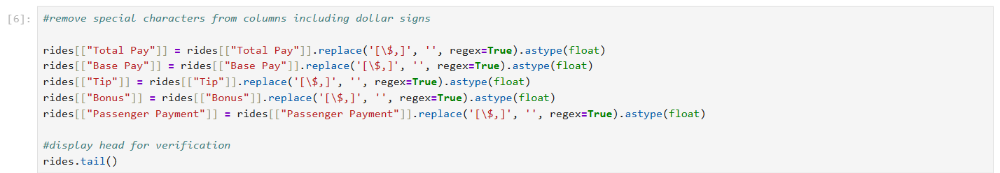 [6]: #remove special characters from columns including dollar signs
rides[["Total Pay"]] = rides[["Total Pay"]].replace('[\$,]', '', regex=True).astype(float)
rides[["Base Pay"]] = rides[["Base Pay"]].replace('[\$,]', '', regex=True).astype(float)
rides[["Tip"]] = rides[["Tip"]].replace('[\$,]', '', regex=True).astype(float)
rides[["Bonus"]] = rides[["Bonus"]].replace('[\$,]', '', regex=True).astype(float)
rides[["Passenger Payment"]] = rides[["Passenger Payment"]].replace('[\$,]', '', regex=True).astype(float)
#display head for verification
rides.tail()